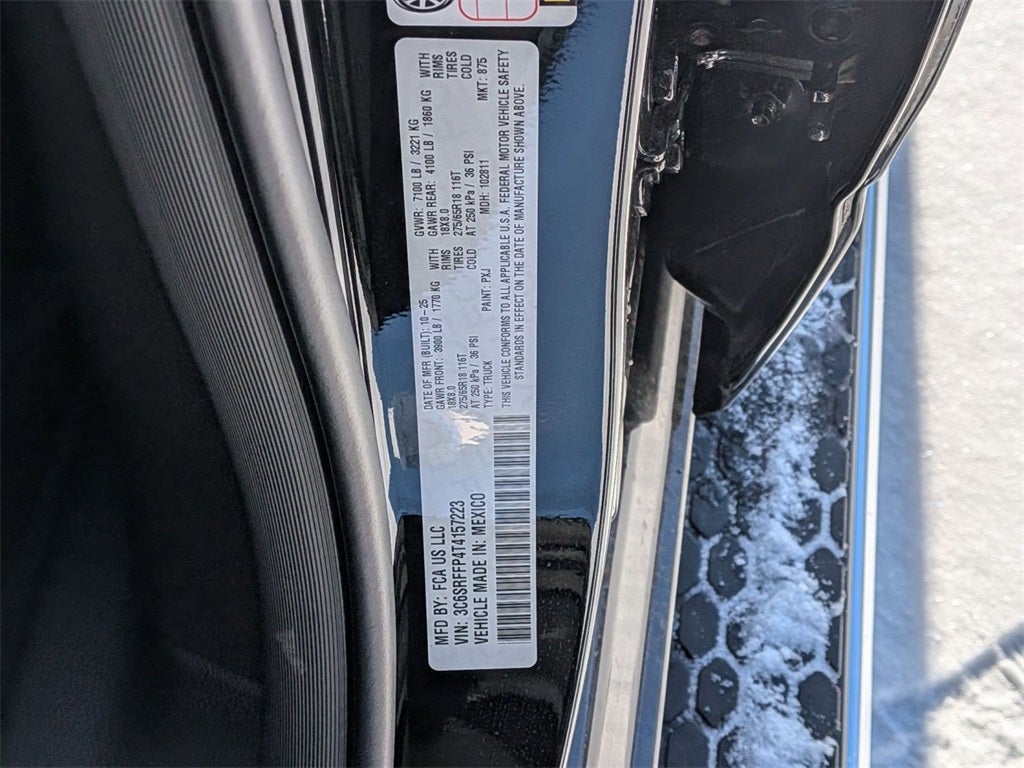 MFD BY: FCA US LLC
VIN: 3C6SRFFP4T4157223
VEHICLE MADE IN: MEXICO
DATE OF MFR (BUILT): 10-25
GAWR FRONT: 3900 LB / 1770 KG WITH
18X8.0 RIMS
275/65R18 116T TIRES
AT 250 kPa / 36 PSI COLD
TYPE: TRUCK PAINT: PXJ
GVWR: 7100 LB / 3221 KG
GAWR REAR: 4100 LB / 1860 KG WITH
18X8.0 RIMS
275/65R18 116T TIRES
AT 250 kPa / 36 PSI COLD
MDH: 102811 MKT: 875
THIS VEHICLE CONFORMS TO ALL APPLICABLE U.S.A. FEDERAL MOTOR VEHICLE SAFETY
STANDARDS IN EFFECT ON THE DATE OF MANUFACTURE SHOWN ABOVE.